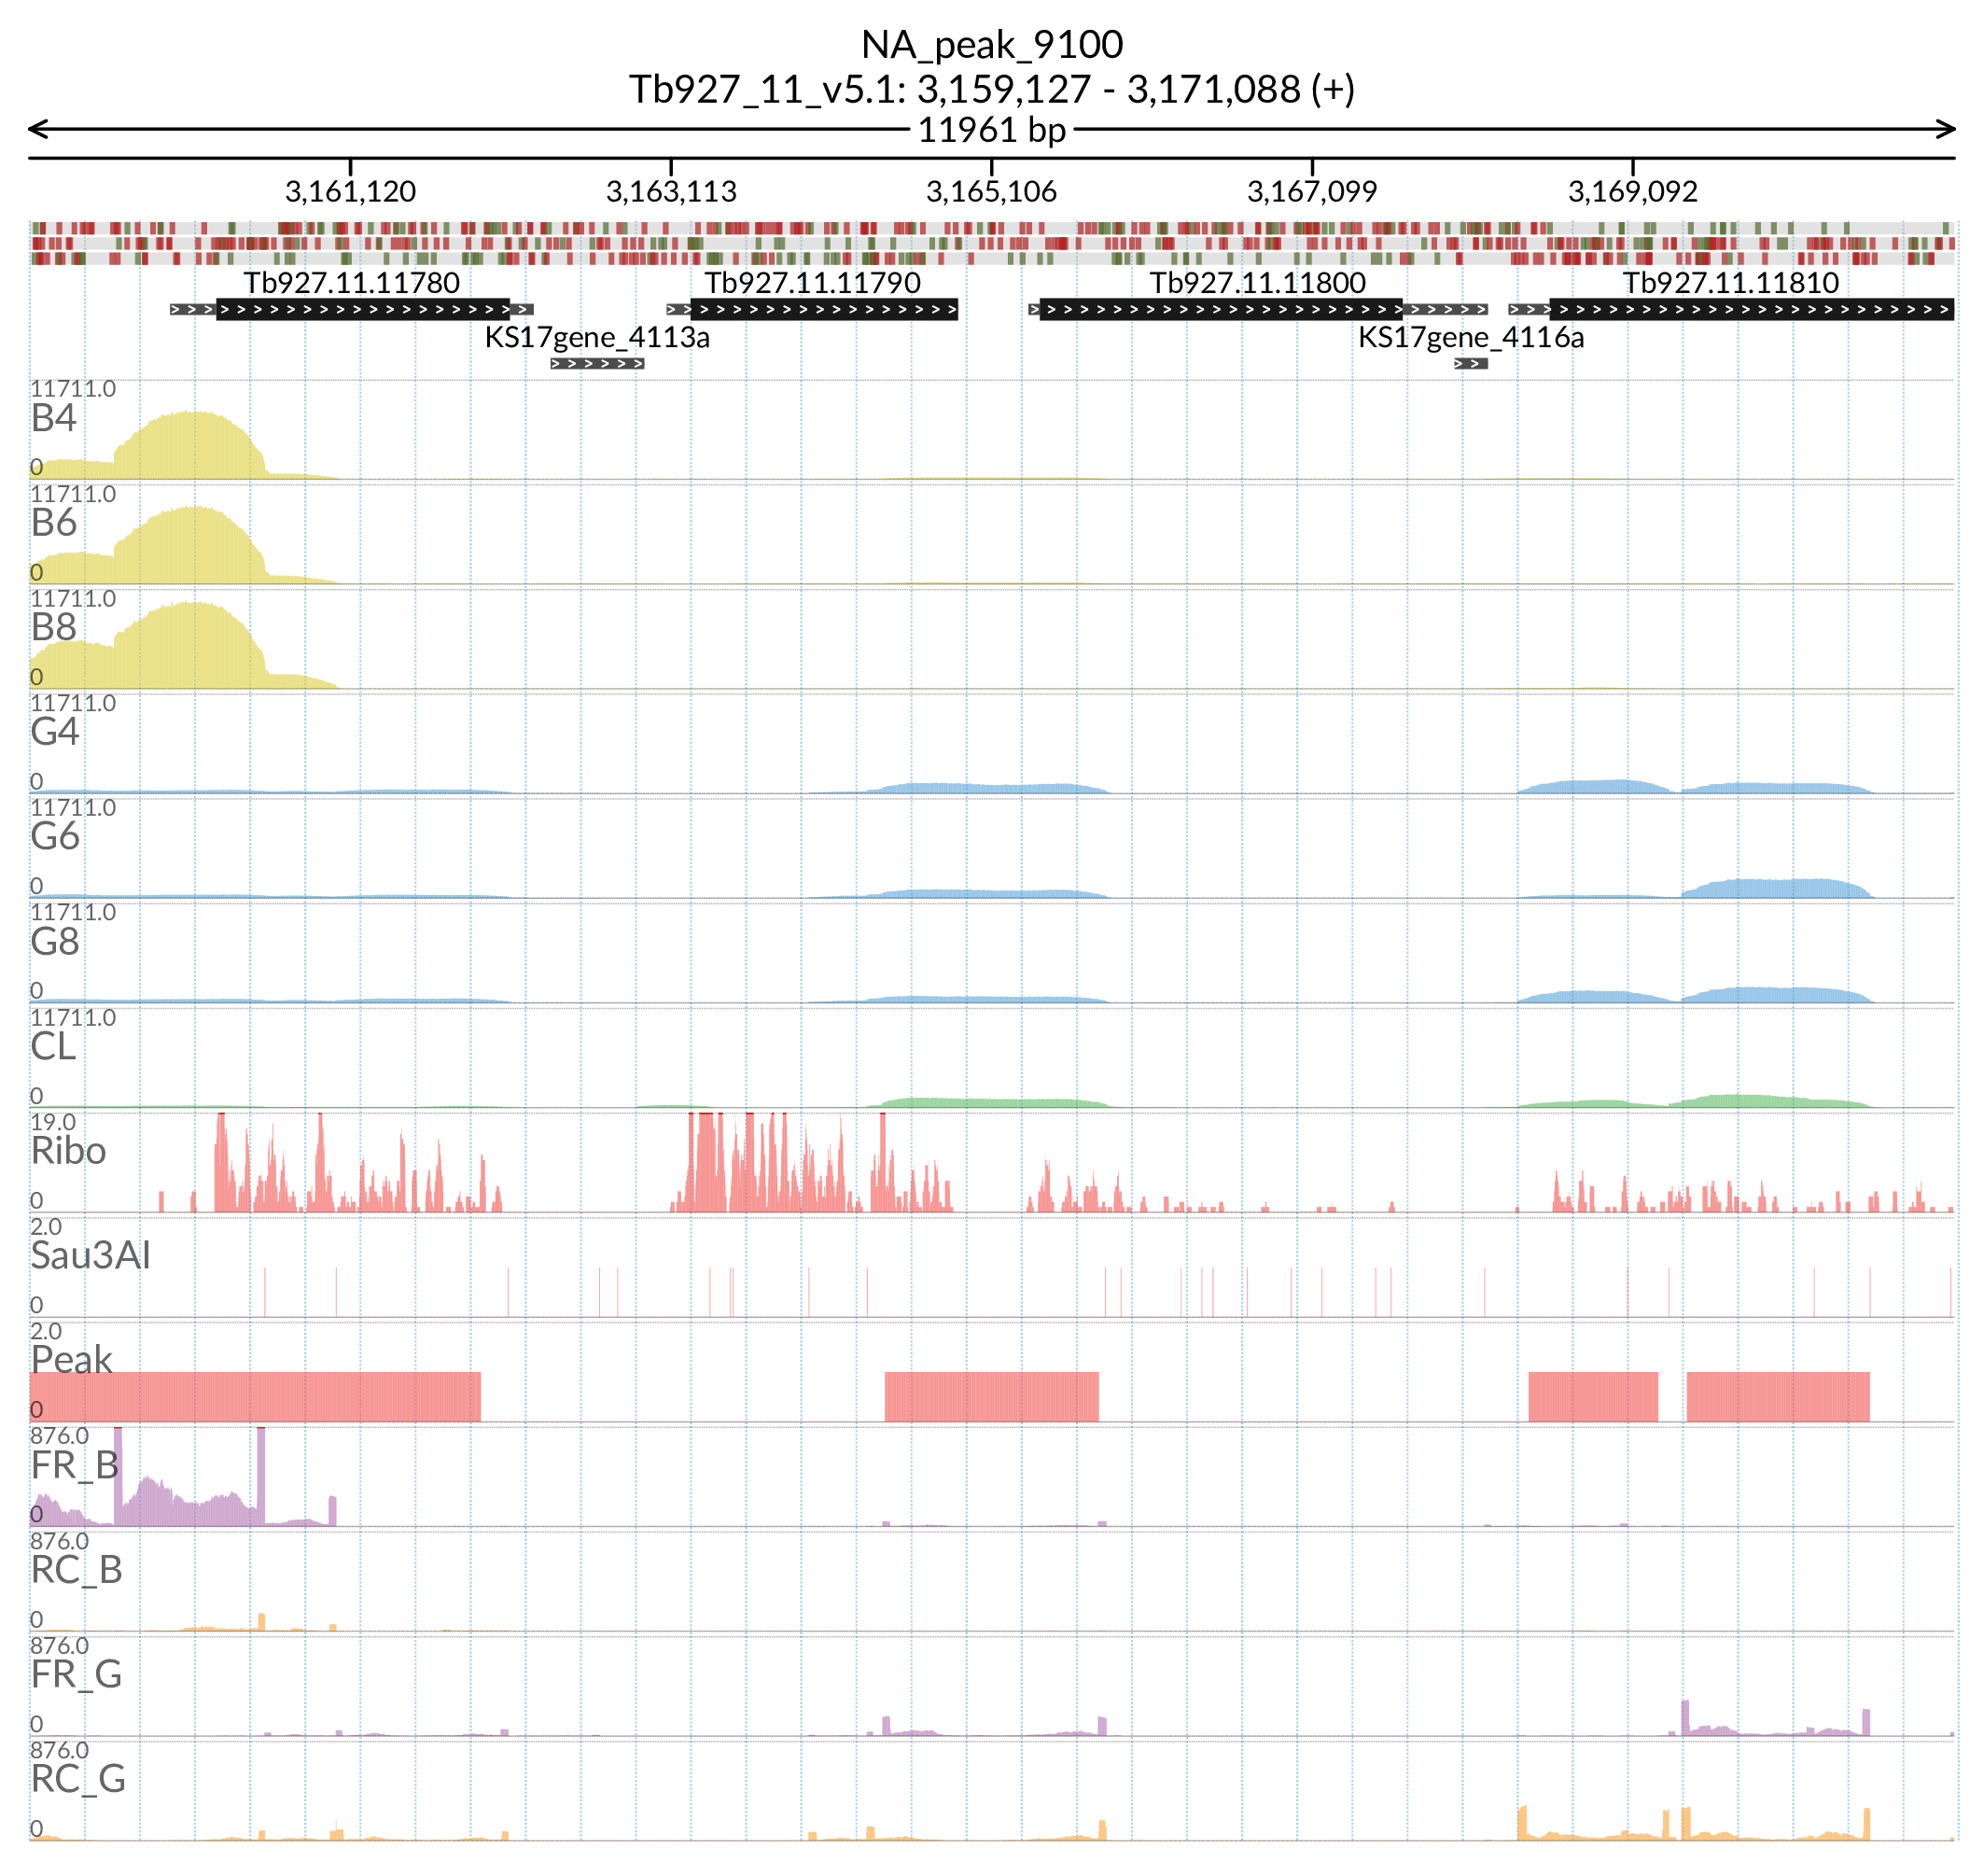 NA_peak_9100
Tb927_11_v5.1: 3,159,127 - 3,171,088 (+)
11961 bp
3,161,120 3,163,113 3,165,106 3,167,099 3,169,092
Tb927.11.11780 Tb927.11.11790 Tb927.11.11800 Tb927.11.11810
KS17gene_4113a KS17gene_4116a
11711.0
B4
0
11711.0
B6
0
11711.0
B8
0
11711.0
G4
0
11711.0
G6
0
11711.0
G8
0
11711.0
CL
0
19.0
Ribo
0
2.0
Sau3AI
0
2.0
Peak
0
876.0
FR_B
0
876.0
RC_B
0
876.0
FR_G
0
876.0
RC_G
0